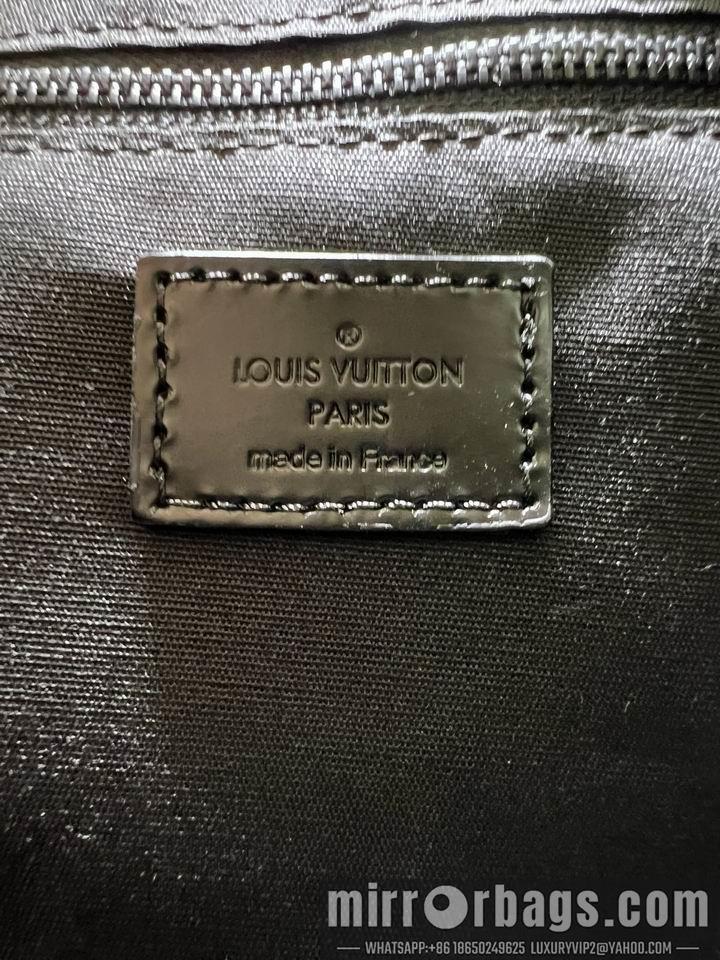 ®
LOUIS VUITTON
PARIS
made in France
mirrorbags.com
WHATSAPP:+86 18650249625 LUXURYVIP2@YAHOO.COM